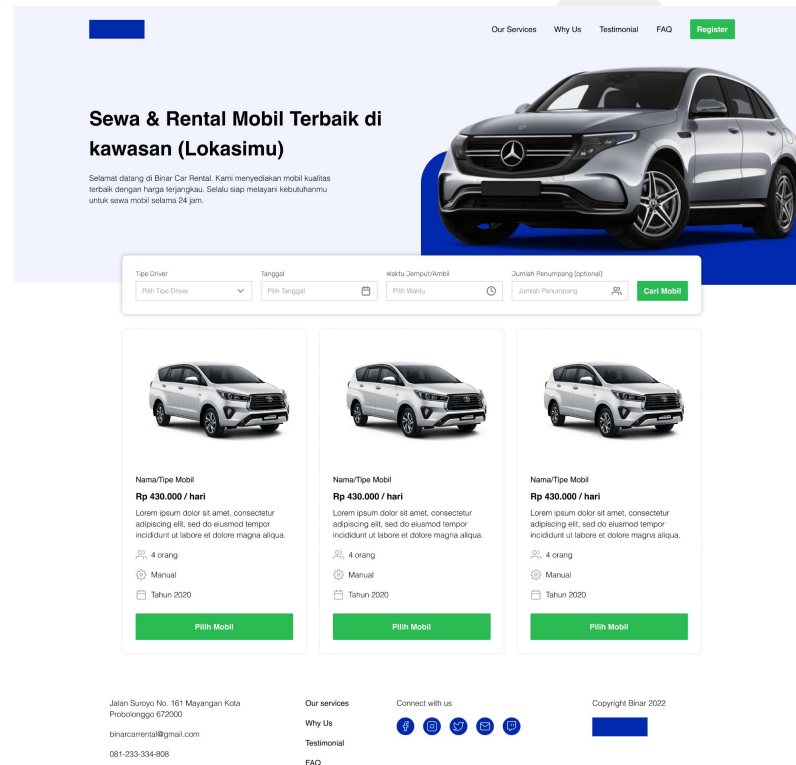 Our Services Why Us Testimonial FAQ Register
Sewa & Rental Mobil Terbaik di
kawasan (Lokasimu)
Selamat datang di Binar Car Rental. Kami menyediakan mobil kualitas
terbaik dengan harga terjangkau. Selalu siap melayani kebutuhanmu
untuk sewa mobil selama 24 jam.
Tipe Driver Tanggal Waktu Jemput/Ambil Jumlah Penumpang (optional)
Pilih Tipe Driver Pilih Tanggal Pilih Waktu Jumlah Penumpang Cari Mobil
Nama/Tipe Mobil
Rp 430.000 / hari
Lorem ipsum dolor sit amet, consectetur
adipiscing elit, sed do eiusmod tempor
incididunt ut labore et dolore magna aliqua.
4 orang
Manual
Tahun 2020
Pilih Mobil
Nama/Tipe Mobil
Rp 430.000 / hari
Lorem ipsum dolor sit amet, consectetur
adipiscing elit, sed do eiusmod tempor
incididunt ut labore et dolore magna aliqua.
4 orang
Manual
Tahun 2020
Pilih Mobil
Nama/Tipe Mobil
Rp 430.000 / hari
Lorem ipsum dolor sit amet, consectetur
adipiscing elit, sed do eiusmod tempor
incididunt ut labore et dolore magna aliqua.
4 orang
Manual
Tahun 2020
Pilih Mobil
Jalan Suroyo No. 161 Mayangan Kota
Probolonggo 672000
binarcarrental@gmail.com
081-233-334-808
Our services
Why Us
Testimonial
FAQ
Connect with us
Copyright Binar 2022